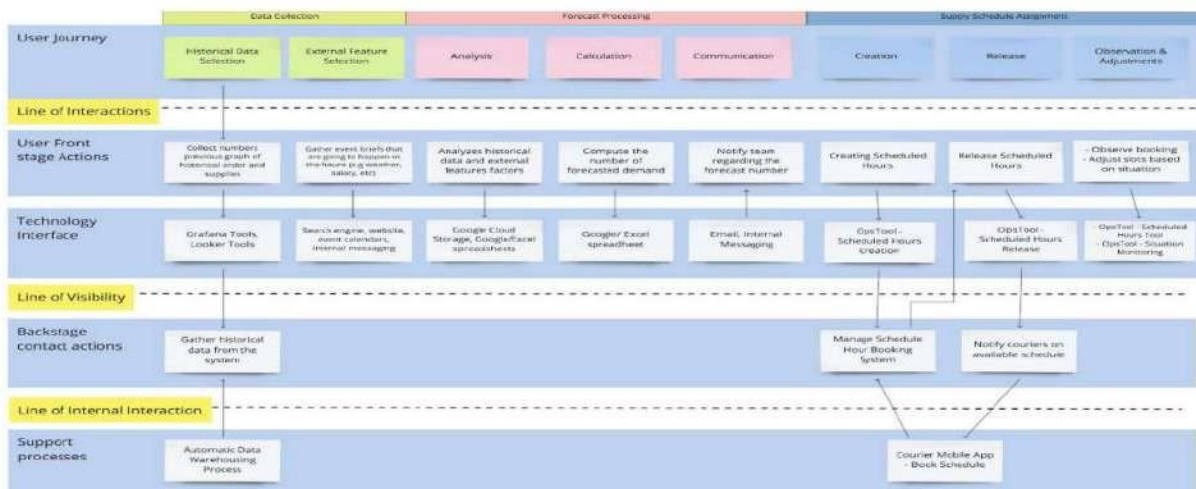 Data Collection
Forecast Processing
Supply Schedule Assignment
User Journey
Historical Data
Selection
External Feature
Selection
Analysis
Calculation
Communication
Creation
Release
Observation &
Adjustments
Line of Interactions
User Front
stage Actions
Collect numbers
previous graph of
historical order and
supplies
Gather event briefs that
are going to happen in
the future (e.g weather,
salary, etc)
Analyzes historical
data and external
features factors
Compute the
number of
forecasted demand
Notify team
regarding the
forecast number
Creating Scheduled
Hours
Release Scheduled
Hours
- Observe booking
- Adjust slots based
on situation
Technology
Interface
Grafana Tools,
Looker Tools
Search engine, website,
event calendars,
internal messaging
Google Cloud
Storage, Google/Excel
spreadsheets
Google/ Excel
spreadheet
Email, Internal
Messaging
OpsTool -
Scheduled Hours
Creation
OpsTool -
Scheduled Hours
Release
- OpsTool - Scheduled
Hours Tool
- OpsTool - Situation
Monitoring
Line of Visibility
Backstage
contact actions
Gather historical
data from the
system
Manage Schedule
Hour Booking
System
Notify couriers on
available schedule
Line of Internal Interaction
Support
processes
Automatic Data
Warehousing
Process
Courier Mobile App
- Book Schedule